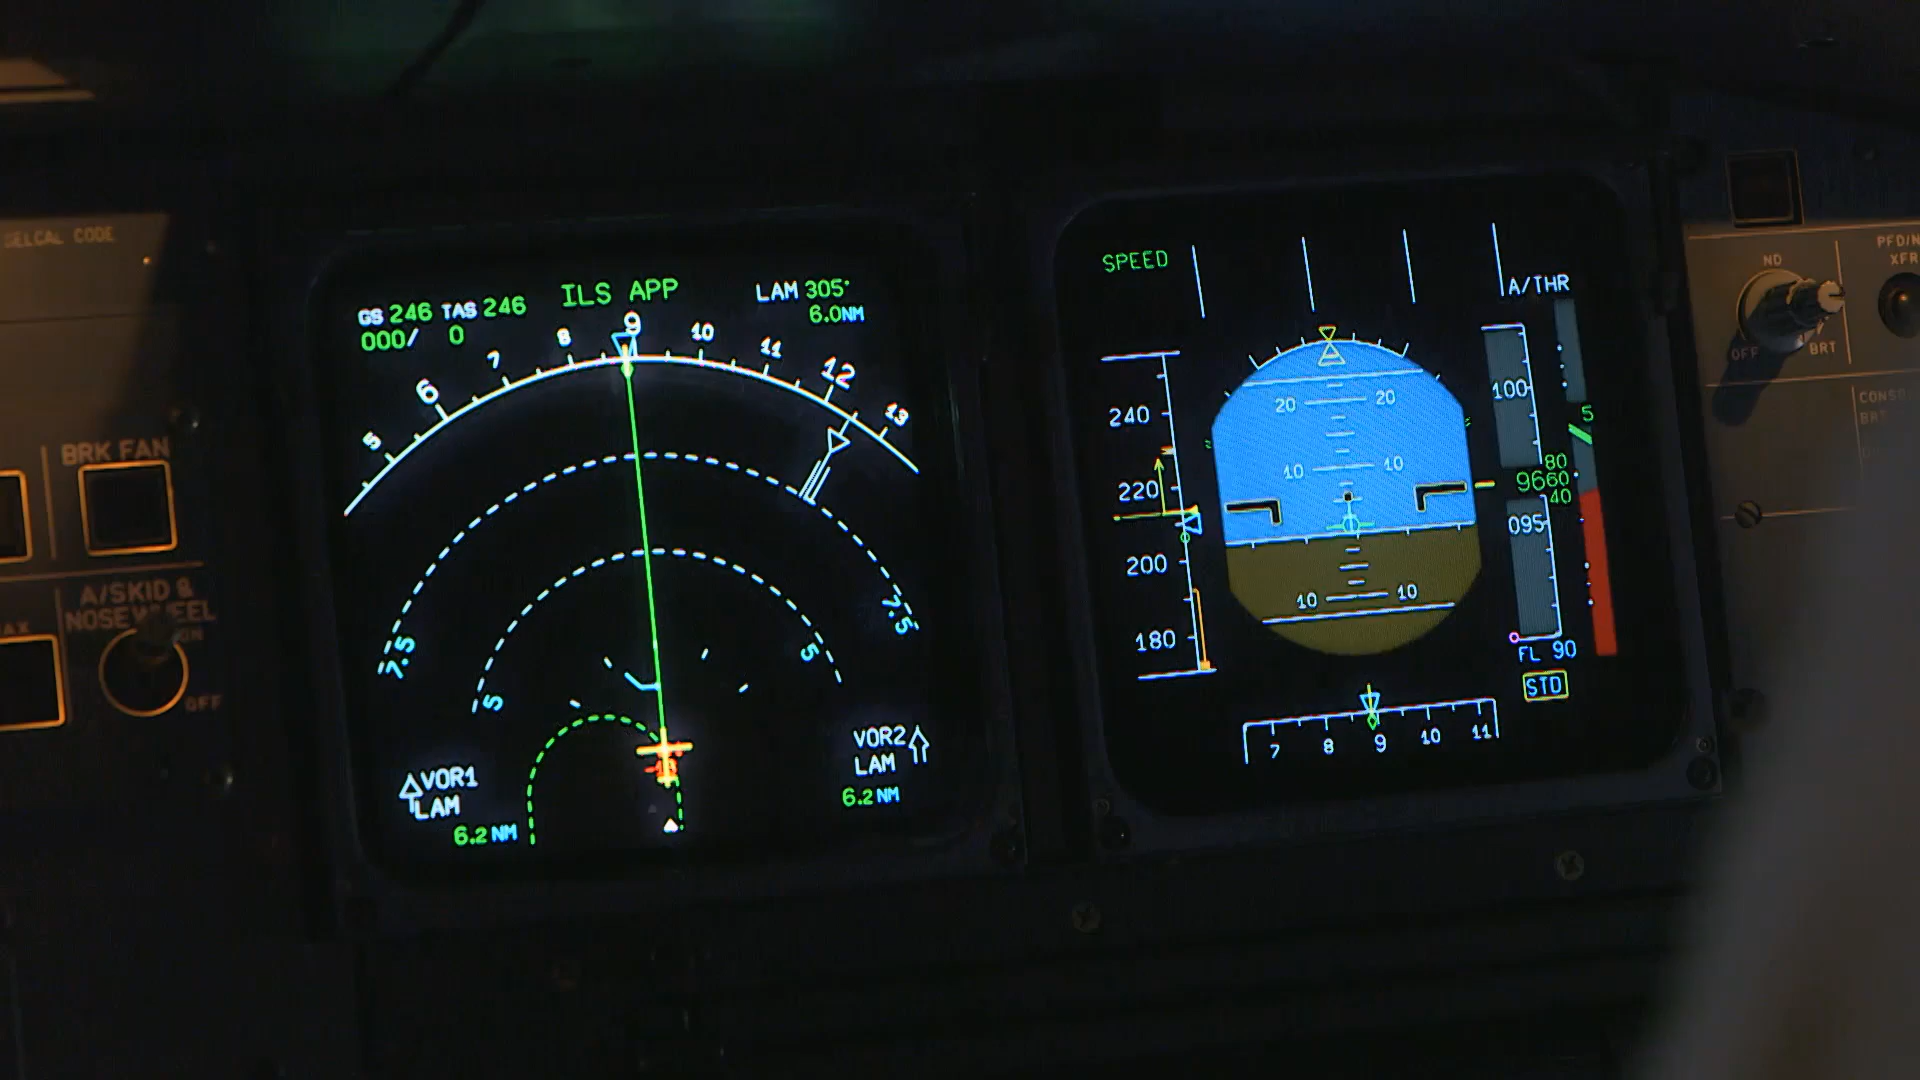 SELCAL CODE
BRK FAN
A/SKID &
NOSEWHEEL
ON
OFF
AX
GS 246 TAS 246
000/ 0
ILS APP
LAM 305°
6.0NM
5 6 7 8 9 10 11 12 13
7.5 7.5
5 5
VOR1
LAM
6.2 NM
VOR2
LAM
6.2 NM
SPEED
A/THR
240
220
200
180
20 20
10 10
10 10
100
80
9660
40
095
5
FL 90
STD
7 8 9 10 11
ND
OFF BRT
PFD/N
XFR
CONSO
BRT